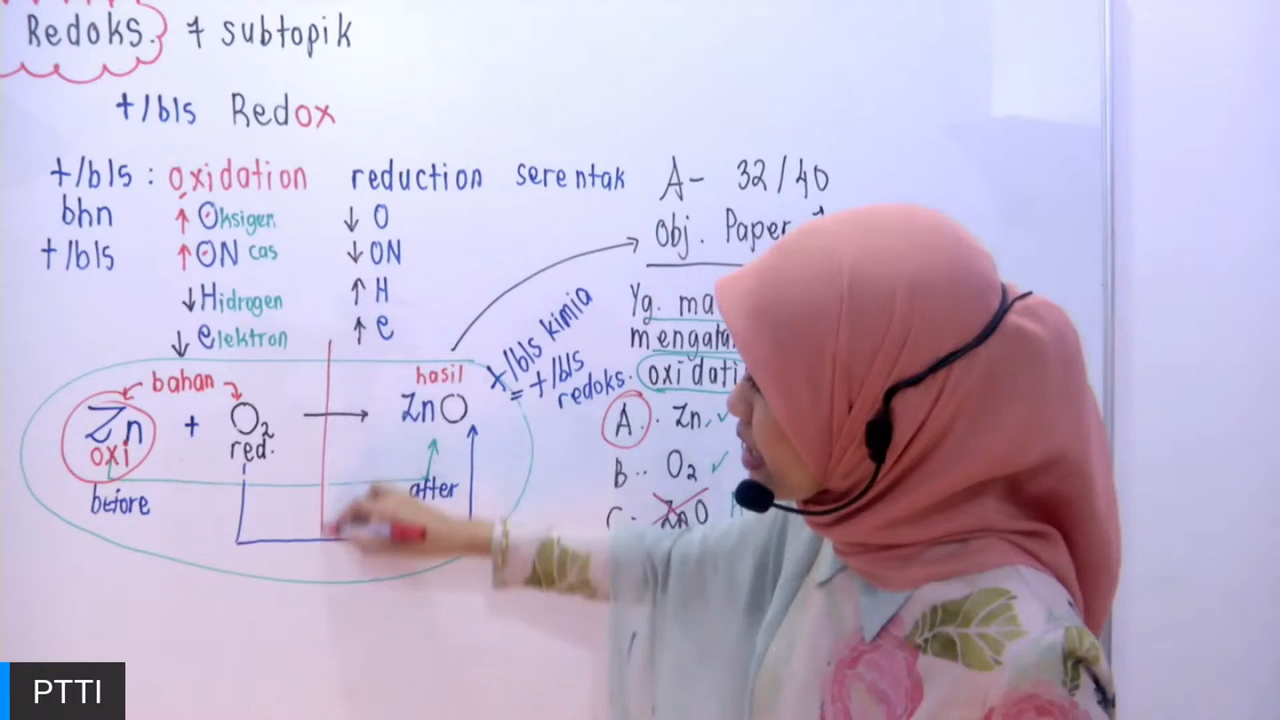 Redoks. 7 subtopik
t/bls Redox
t/bls : oxidation reduction serentak
bhn ↑ Oksigen ↓ O
t/bls ↑ ON cas ↓ ON
↓ Hidrogen ↑ H
↓ elektron ↑ e
bahan hasil
Zn + O₂ → ZnO
oxi red.
before after
t/bls kimia
= t/bls
redoks.
A- 32/40
Obj. Paper
Yg. 
oxidati
A. Zn ✓
B.. O₂ ✓
C. ZnO
PTTI